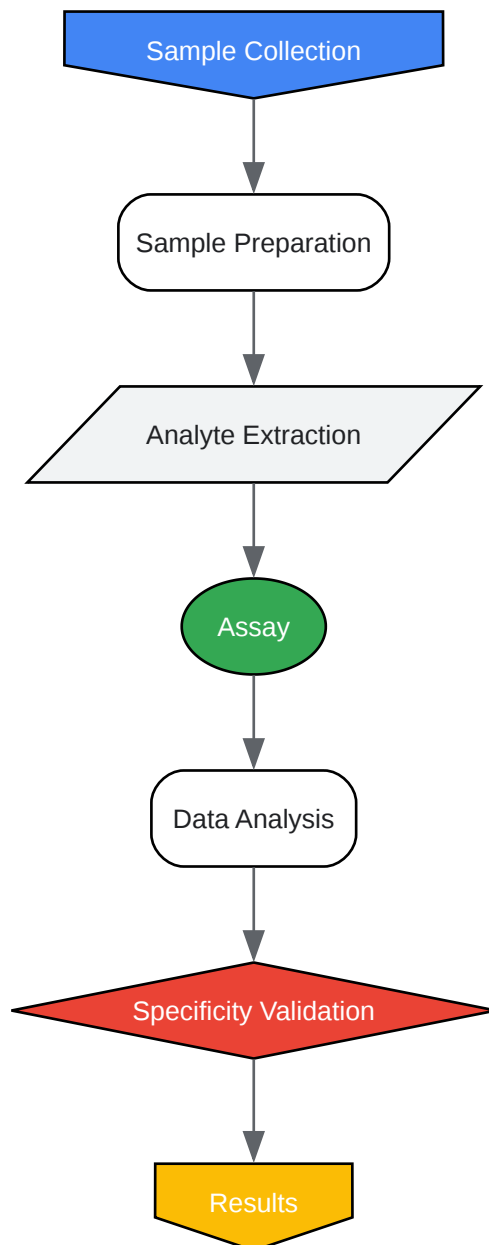 Sample Collection
Sample Preparation
Analyte Extraction
Assay
Data Analysis
Specificity Validation
Results